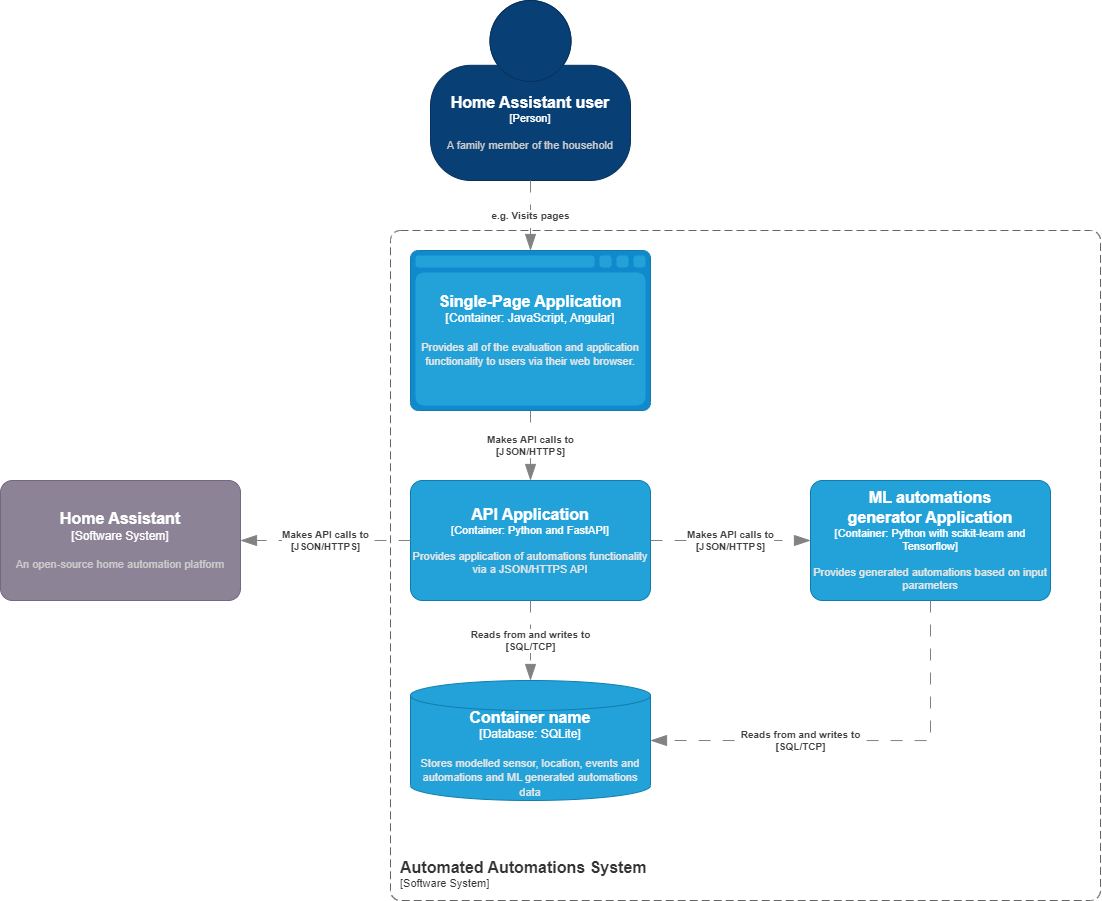 Home Assistant user
[Person]
A family member of the household
e.g. Visits pages
Single-Page Application
[Container: JavaScript, Angular]
Provides all of the evaluation and application
functionality to users via their web browser.
Makes API calls to
[JSON/HTTPS]
Home Assistant
[Software System]
An open-source home automation platform
Makes API calls to
[JSON/HTTPS]
API Application
[Container: Python and FastAPI]
Provides application of automations functionality
via a JSON/HTTPS API
Makes API calls to
[JSON/HTTPS]
ML automations
generator Application
[Container: Python with scikit-learn and
Tensorflow]
Provides generated automations based on input
parameters
Reads from and writes to
[SQL/TCP]
Container name
[Database: SQLite]
Stores modelled sensor, location, events and
automations and ML generated automations
data
Reads from and writes to
[SQL/TCP]
Automated Automations System
[Software System]